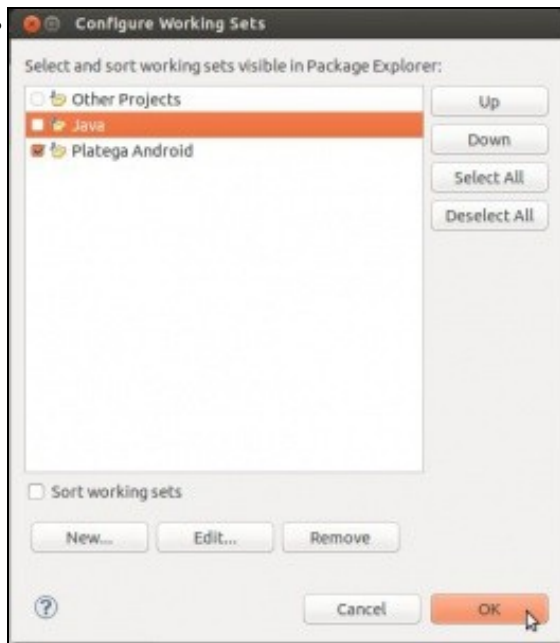 Configure Working Sets
Select and sort working sets visible in Package Explorer:
Other Projects
Java
Platega Android
Up
Down
Select All
Deselect All
Sort working sets
New...
Edit...
Remove
?
Cancel
OK